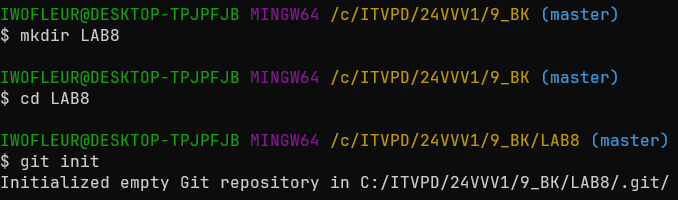 IWOFLEUR@DESKTOP-TPJPFJB MINGW64 /c/ITVPD/24VVV1/9_BK (master)
$ mkdir LAB8
IWOFLEUR@DESKTOP-TPJPFJB MINGW64 /c/ITVPD/24VVV1/9_BK (master)
$ cd LAB8
IWOFLEUR@DESKTOP-TPJPFJB MINGW64 /c/ITVPD/24VVV1/9_BK/LAB8 (master)
$ git init
Initialized empty Git repository in C:/ITVPD/24VVV1/9_BK/LAB8/.git/